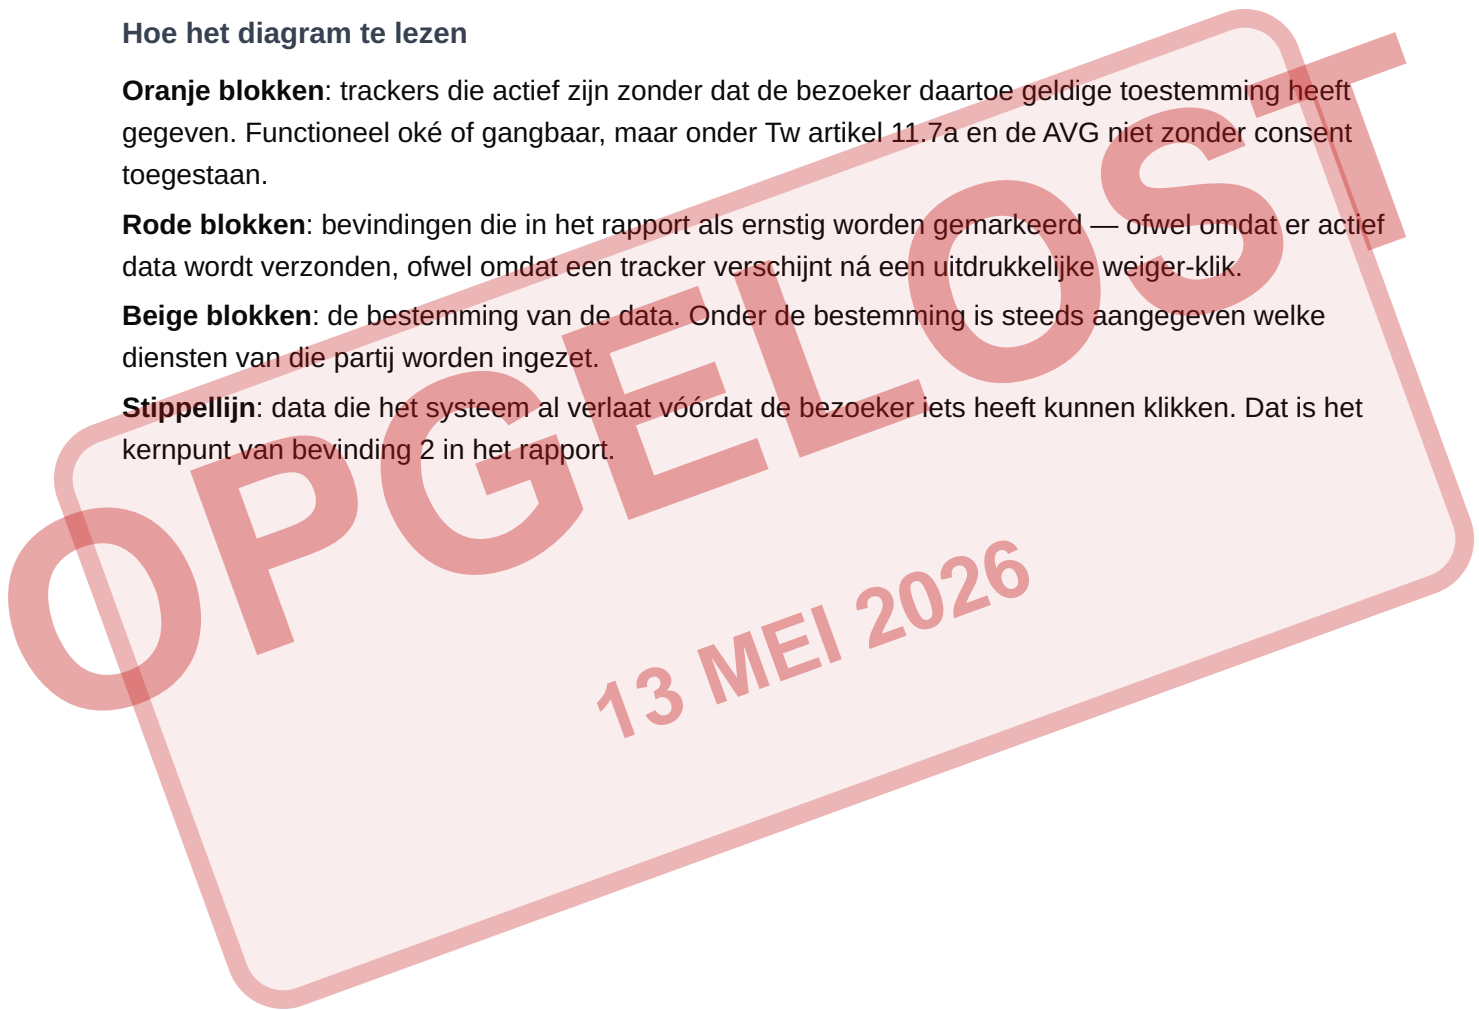 Hoe het diagram te lezen
Oranje blokken: trackers die actief zijn zonder dat de bezoeker daartoe geldige toestemming heeft
gegeven. Functioneel oké of gangbaar, maar onder Tw artikel 11.7a en de AVG niet zonder consent
toegestaan.
Rode blokken: bevindingen die in het rapport als ernstig worden gemarkeerd — ofwel omdat er actief
data wordt verzonden, ofwel omdat een tracker verschijnt ná een uitdrukkelijke weiger-klik.
Beige blokken: de bestemming van de data. Onder de bestemming is steeds aangegeven welke
diensten van die partij worden ingezet.
Stippellijn: data die het systeem al verlaat vóórdat de bezoeker iets heeft kunnen klikken. Dat is het
kernpunt van bevinding 2 in het rapport.
OPGELOST
13 MEI 2026